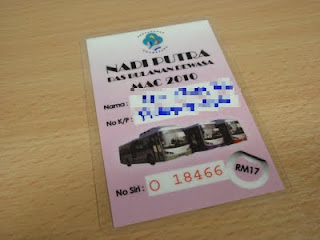 NADI PUTRA
PAS BULANAN DEWASA
MAC 2010
Nama :
No K/P :
No Siri : O 18466
RM17